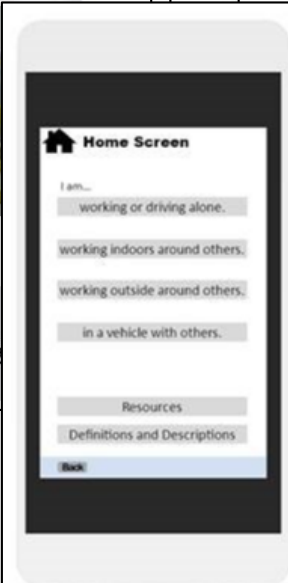 Home Screen
I am...
working or driving alone.
working indoors around others.
working outside around others.
in a vehicle with others.
Resources
Definitions and Descriptions
Back